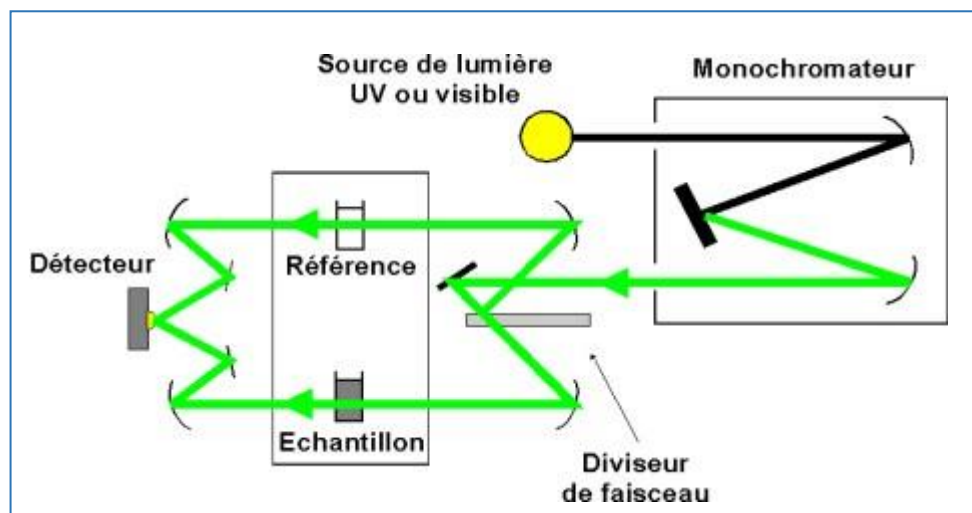 Source de lumière
UV ou visible
Monochromateur
Détecteur
Référence
Echantillon
Diviseur
de faisceau